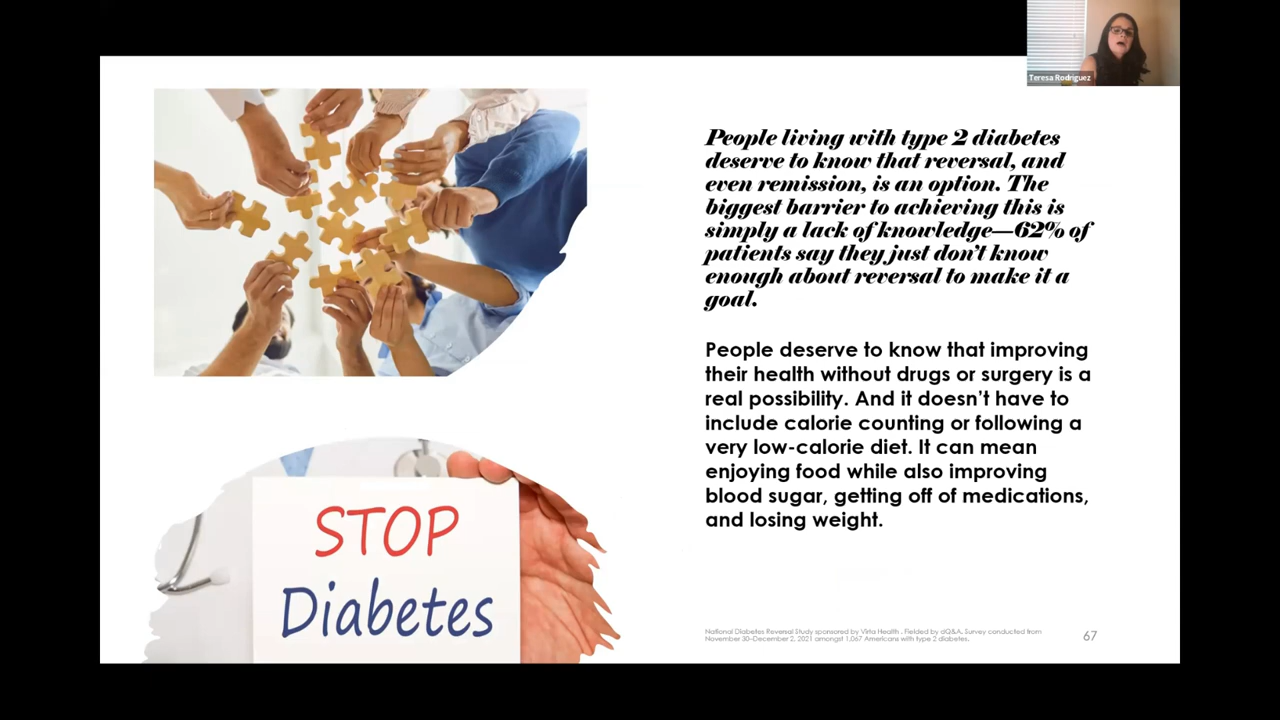 Teresa Rodriguez
People living with type 2 diabetes
deserve to know that reversal, and
even remission, is an option. The
biggest barrier to achieving this is
simply a lack of knowledge—62% of
patients say they just don't know
enough about reversal to make it a
goal.
People deserve to know that improving
their health without drugs or surgery is a
real possibility. And it doesn't have to
include calorie counting or following a
very low-calorie diet. It can mean
enjoying food while also improving
blood sugar, getting off of medications,
and losing weight.
STOP
Diabetes
National Diabetes Reversal Study sponsored by Virta Health . Fielded by dQ&A. Survey conducted from
November 30–December 2, 2021 amongst 1,067 Americans with type 2 diabetes.
67